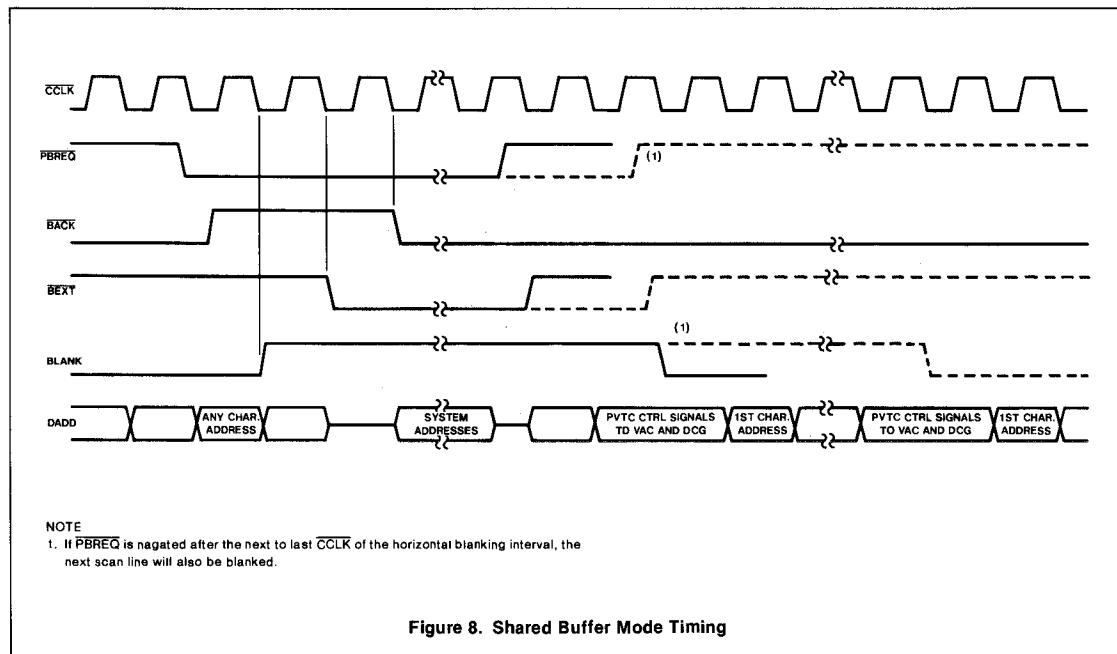 CCLK
PBREQ
(1)
BACK
BEXT
(1)
BLANK
DADD
ANY CHAR.
ADDRESS
SYSTEM
ADDRESSES
PVTC CTRL SIGNALS
TD VAC AND DCG
1ST CHAR.
ADDRESS
PVTC CTRL SIGNALS
TO VAC AND DCG
1ST CHAR.
ADDRESS
NOTE
1. If PBREQ is nagated after the next to last CCLK of the horizontal blanking interval, the
next scan line will also be blanked.
Figure 8. Shared Buffer Mode Timing